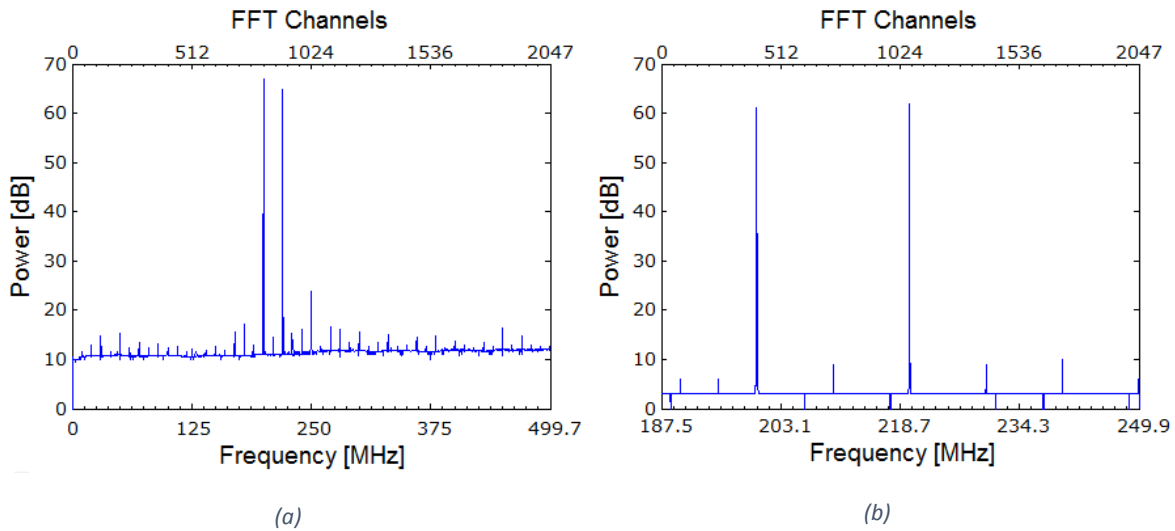 FFT Channels
0 512 1024 1536 2047
70
60
50
40
30
20
10
0
Power [dB]
0 125 250 375 499.7
Frequency [MHz]
(a)
FFT Channels
0 512 1024 1536 2047
70
60
50
40
30
20
10
0
Power [dB]
187.5 203.1 218.7 234.3 249.9
Frequency [MHz]
(b)